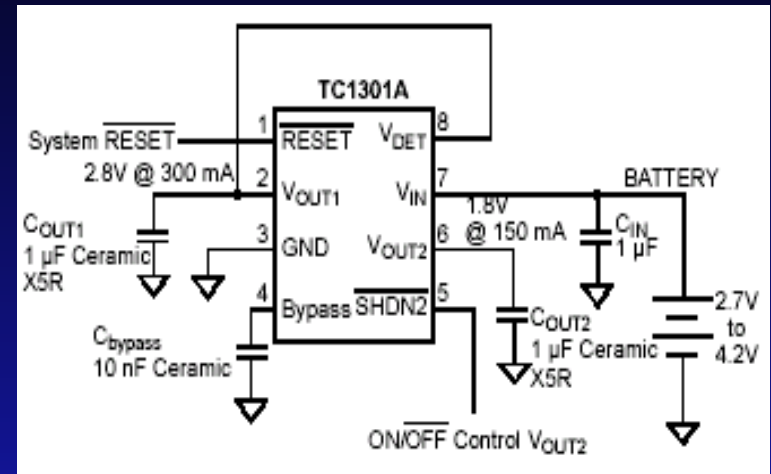 TC1301A
System RESET
1
RESET
VDET
8
2.8V @ 300 mA
2
VOUT1
VIN
7
BATTERY
1.8V
@ 150 mA
COUT1
1 µF Ceramic
X5R
3
GND
VOUT2
6
CIN
1 µF
4
Bypass
SHDN2
5
Cbypass
10 nF Ceramic
COUT2
1 µF Ceramic
X5R
2.7V
to
4.2V
ON/OFF Control VOUT2